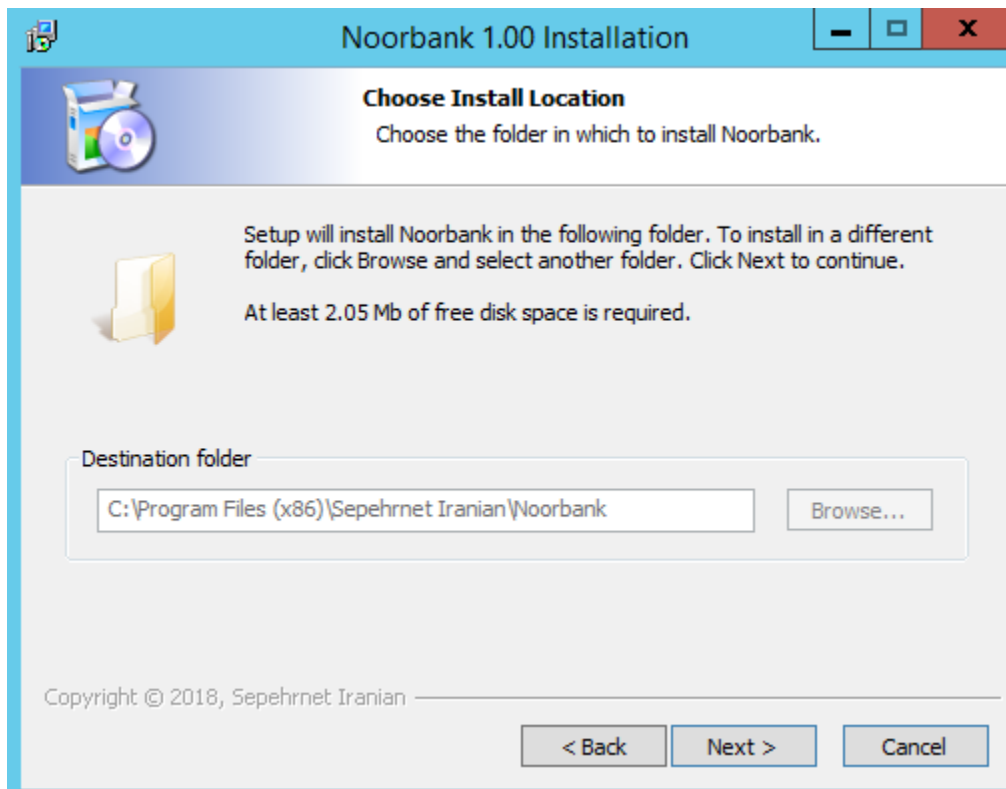 Noorbank 1.00 Installation
Choose Install Location
Choose the folder in which to install Noorbank.
Setup will install Noorbank in the following folder. To install in a different
folder, click Browse and select another folder. Click Next to continue.
At least 2.05 Mb of free disk space is required.
Destination folder
C:\Program Files (x86)\Sepehrnet Iranian\Noorbank
Browse...
Copyright © 2018, Sepehrnet Iranian
< Back
Next >
Cancel